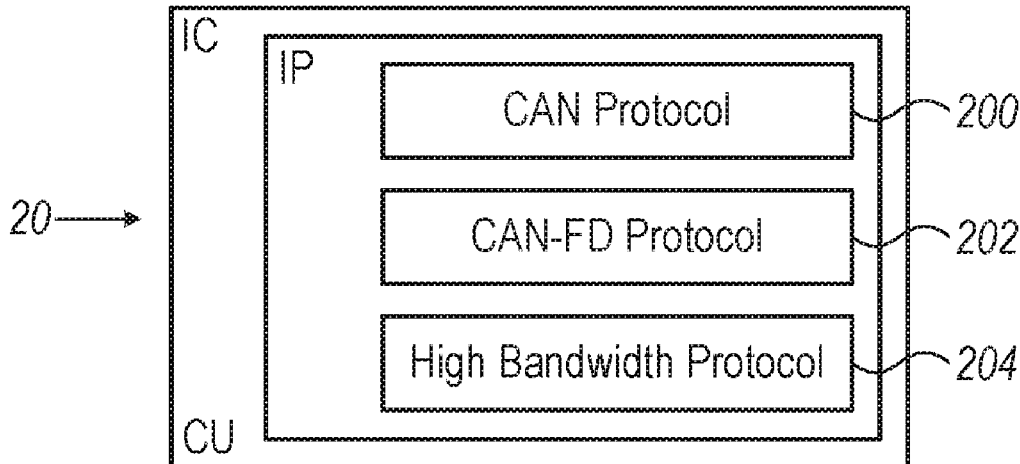 IC
IP
CAN Protocol
200
20
CAN-FD Protocol
202
High Bandwidth Protocol
204
CU